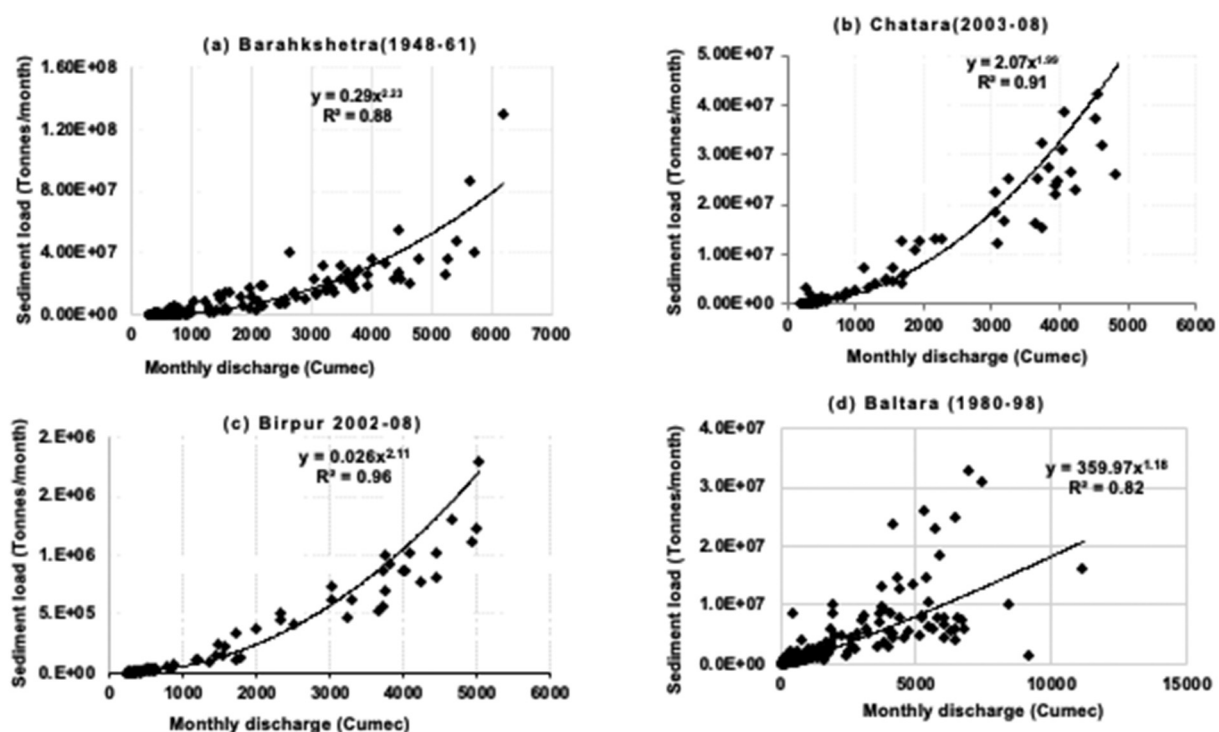 (a) Barahkshetra(1948-61)
Sediment load (Tonnes/month)
1.60E+08
1.20E+08
8.00E+07
4.00E+07
0.00E+00
y = 0.29x^2.23
R² = 0.88
0 1000 2000 3000 4000 5000 6000 7000
Monthly discharge (Cumec)
(b) Chatara(2003-08)
Sediment load (Tonnes/month)
5.00E+07
4.00E+07
3.00E+07
2.00E+07
1.00E+07
0.00E+00
y = 2.07x^1.99
R² = 0.91
0 1000 2000 3000 4000 5000 6000
Monthly discharge (Cumec)
(c) Birpur 2002-08)
Sediment load (Tonnes/month)
2.E+06
2.E+06
1.E+06
5.E+05
0.E+00
y = 0.026x^2.11
R² = 0.96
0 1000 2000 3000 4000 5000 6000
Monthly discharge (Cumec)
(d) Baltara (1980-98)
Sediment load (Tonnes/month)
4.0E+07
3.0E+07
2.0E+07
1.0E+07
0.0E+00
y = 359.97x^1.18
R² = 0.82
0 5000 10000 15000
Monthly discharge (Cumec)